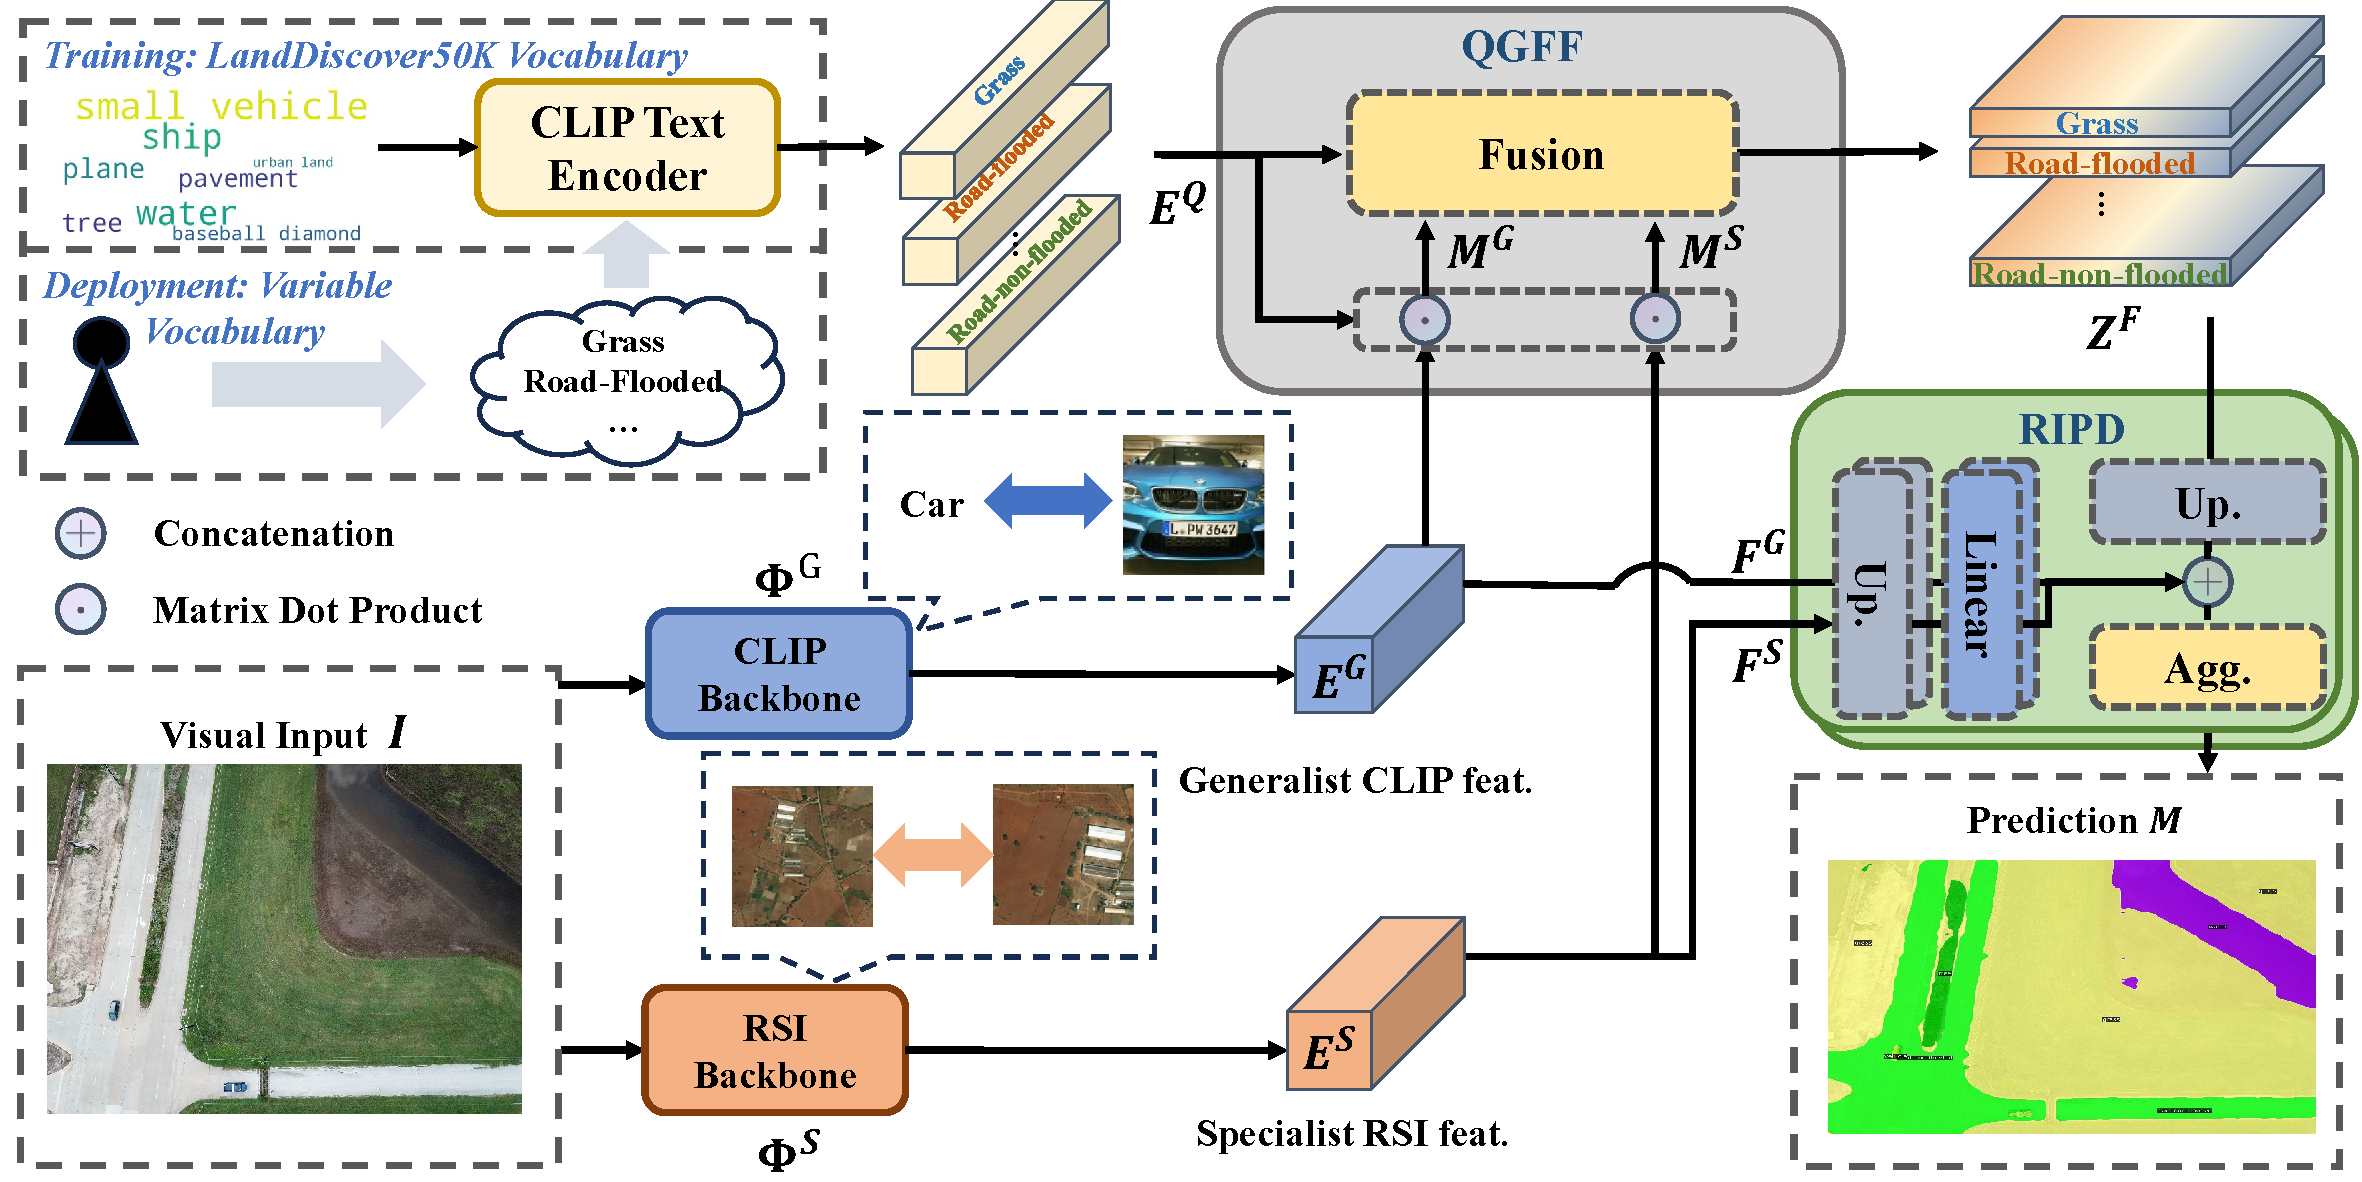 Training: LandDiscover50K Vocabulary
small vehicle
ship
plane
urban land
pavement
tree
water
baseball diamond
CLIP Text
Encoder
Deployment: Variable
Vocabulary
Grass
Road-Flooded
...
Grass
Road-flooded
...
Road-non-flooded
E^Q
QGFF
Fusion
M^G
M^S
Grass
Road-flooded
...
Road-non-flooded
Z^F
Concatenation
Matrix Dot Product
Car
L PW 3647
Φ^G
CLIP
Backbone
E^G
Generalist CLIP feat.
F^G
F^S
RIPD
Up.
Linear
Up.
Agg.
Visual Input I
RSI
Backbone
Φ^S
E^S
Specialist RSI feat.
Prediction M